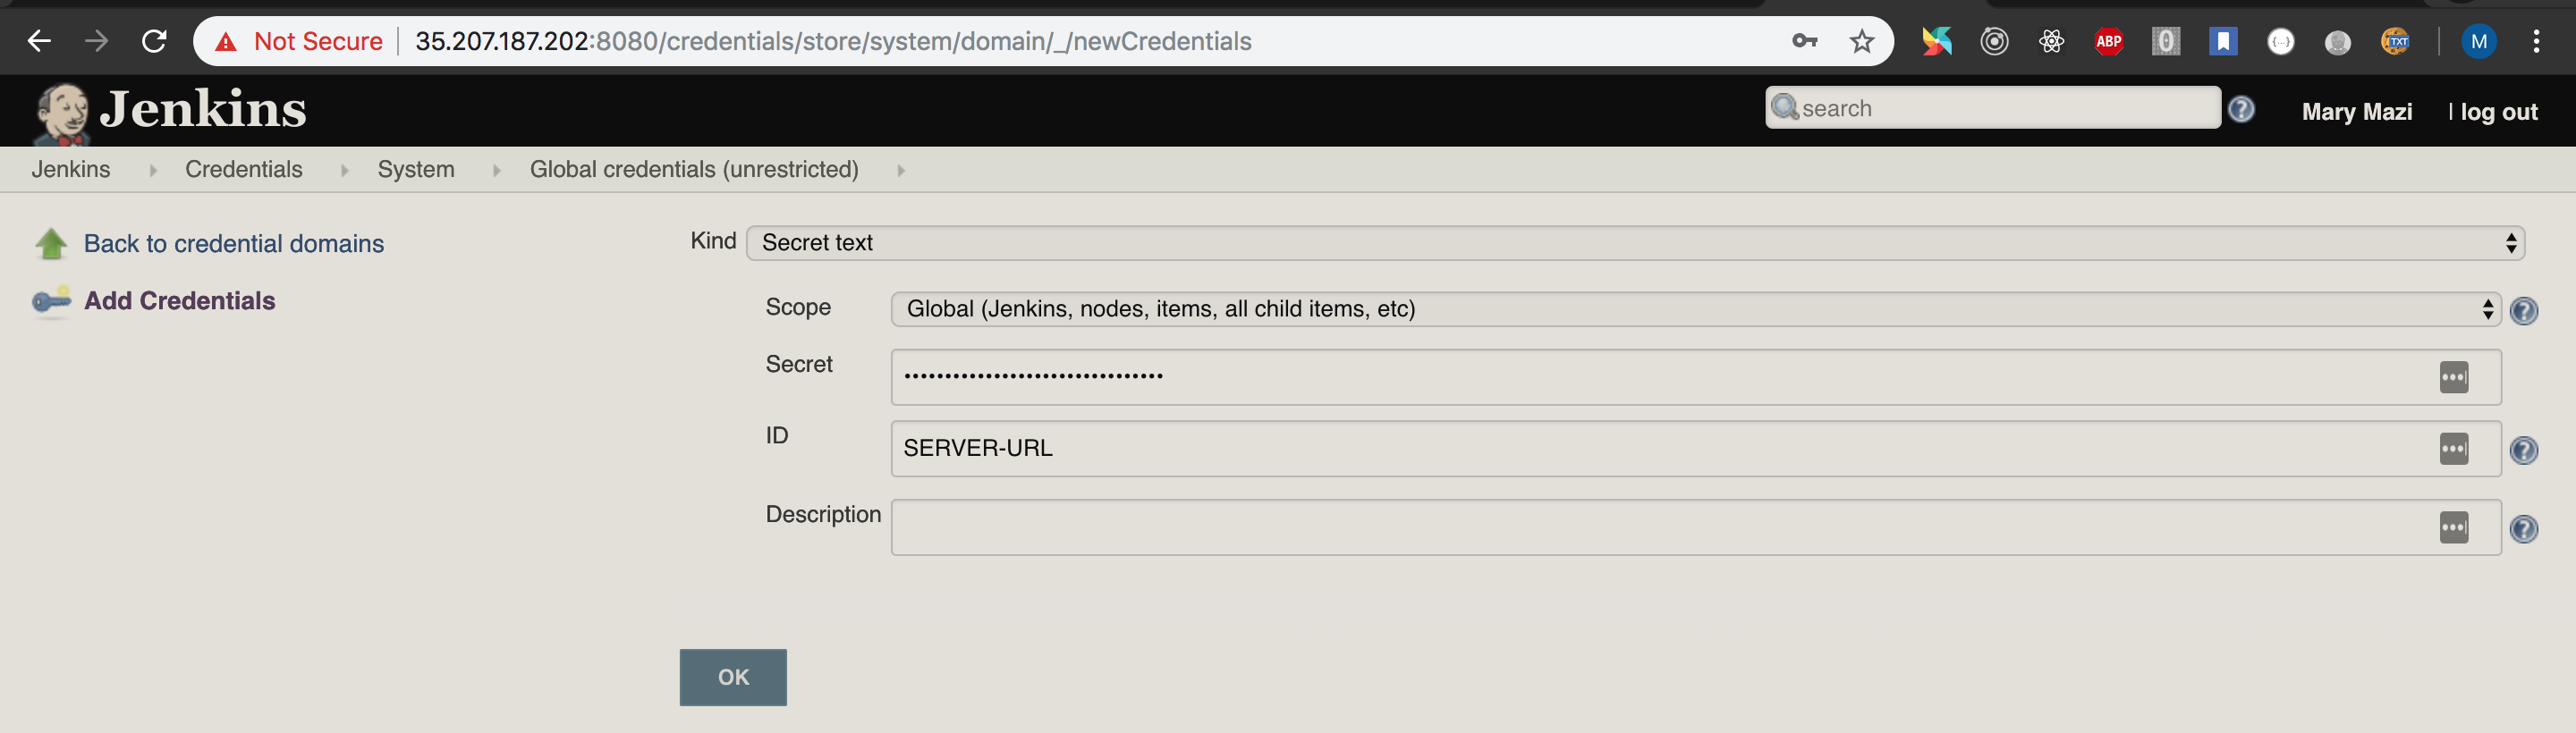 Not Secure 35.207.187.202:8080/credentials/store/system/domain/_/newCredentials ABP 0 {...} TXT M
Jenkins search ? Mary Mazi | log out
Jenkins Credentials System Global credentials (unrestricted)
Back to credential domains
Add Credentials
Kind Secret text
Scope Global (Jenkins, nodes, items, all child items, etc) ?
Secret ••••••••••••••••••••••••••••••••
ID SERVER-URL ?
Description ?
OK